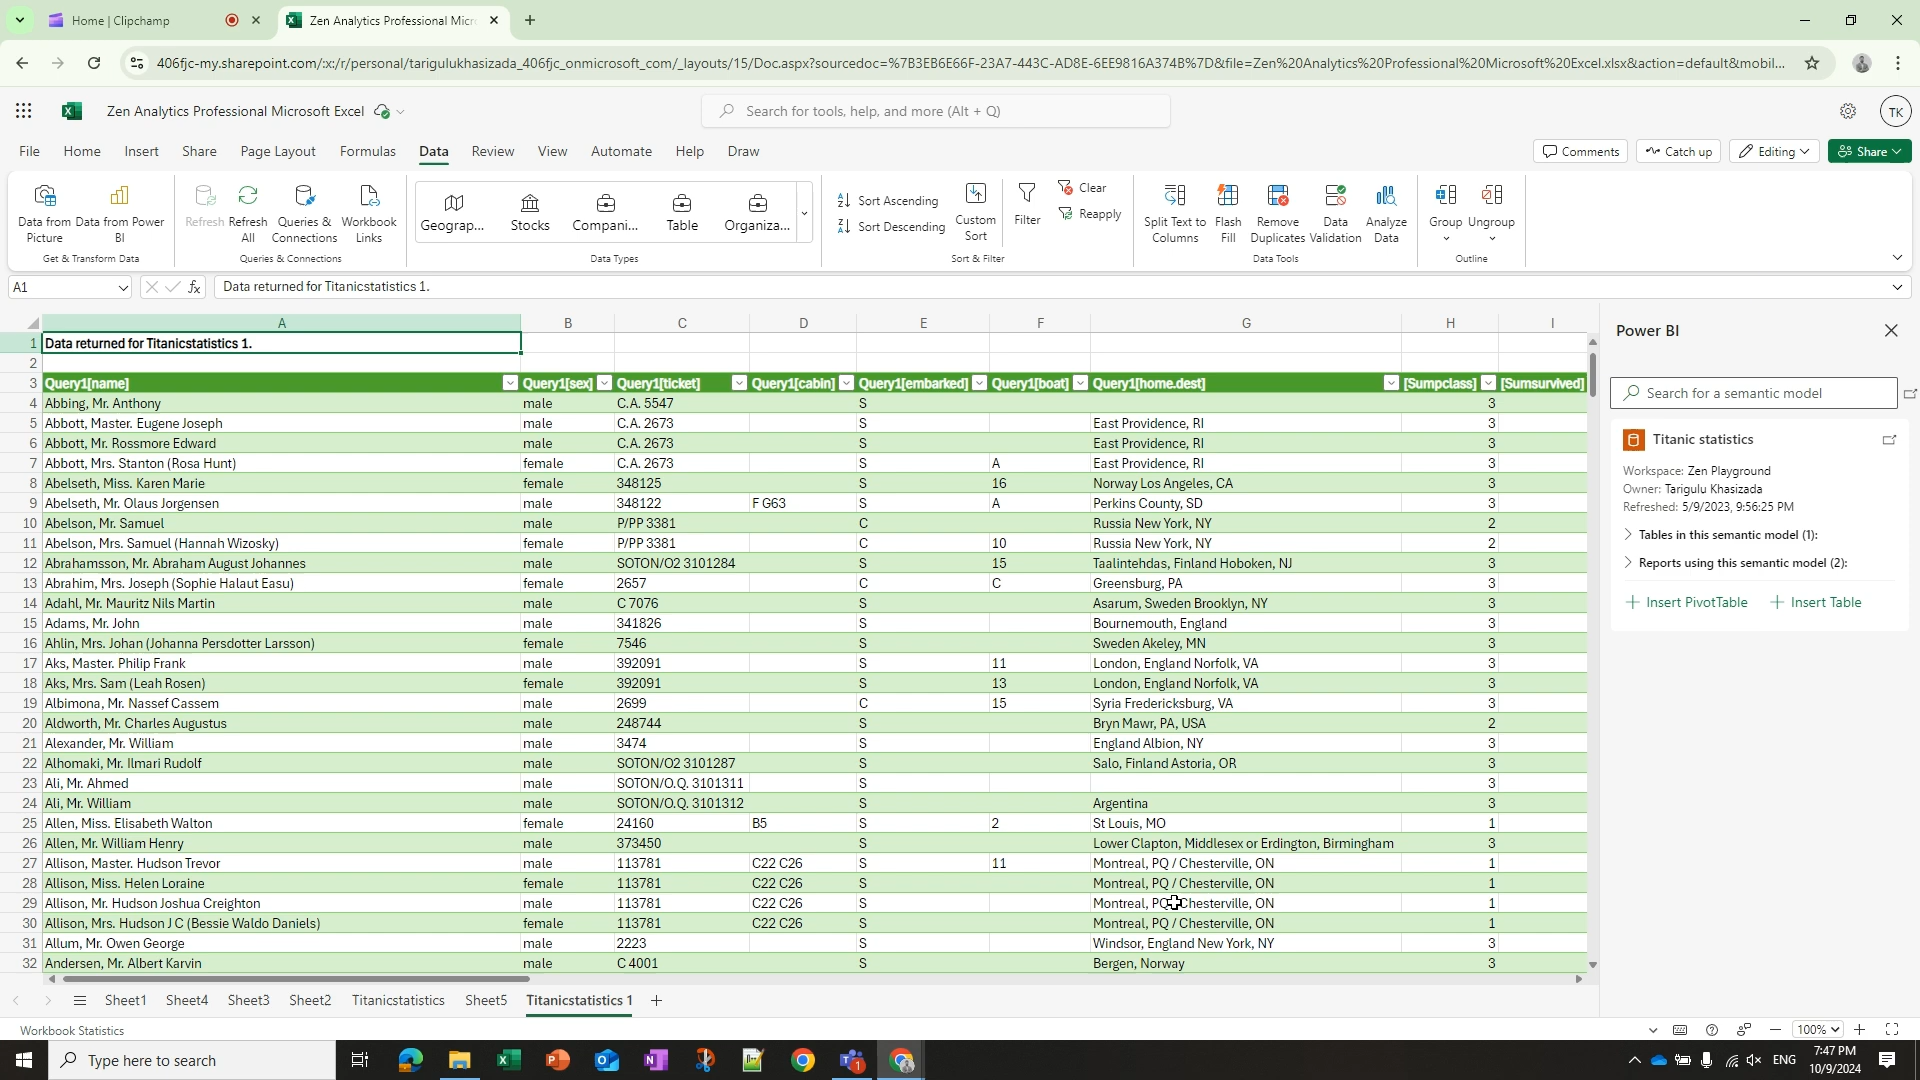 Home | Clipchamp
Zen Analytics Professional Micr
406fjc-my.sharepoint.com/:x:/r/personal/tarigulukhasizada_406fjc_onmicrosoft_com/_layouts/15/Doc.aspx?sourcedoc=%7B3EB6E66F-23A7-443C-AD8E-6EE9816A374B%7D&file=Zen%20Analytics%20Professional%20Microsoft%20Excel.xlsx&action=default&mobil...
Zen Analytics Professional Microsoft Excel
Search for tools, help, and more (Alt + Q)
TK
File Home Insert Share Page Layout Formulas Data Review View Automate Help Draw
Comments Catch up Editing Share
Data from Picture
Data from Power BI
Get & Transform Data
Refresh
Refresh All
Queries & Connections
Workbook Links
Queries & Connections
Geograp... Stocks Compani... Table Organiza...
Data Types
Sort Ascending
Sort Descending
Custom Sort
Filter
Clear
Reapply
Sort & Filter
Split Text to Columns
Flash Fill
Remove Duplicates
Data Validation
Analyze Data
Data Tools
Group Ungroup
Outline
A1 fx Data returned for Titanicstatistics 1.
A B C D E F G H I
1 Data returned for Titanicstatistics 1.
2
3 Query1[name] Query1[sex] Query1[ticket] Query1[cabin] Query1[embarked] Query1[boat] Query1[home.dest] [Sumpclass] [Sumsurvived]
4 Abbing, Mr. Anthony male C.A. 5547 S 3
5 Abbott, Master. Eugene Joseph male C.A. 2673 S East Providence, RI 3
6 Abbott, Mr. Rossmore Edward male C.A. 2673 S East Providence, RI 3
7 Abbott, Mrs. Stanton (Rosa Hunt) female C.A. 2673 S A East Providence, RI 3
8 Abelseth, Miss. Karen Marie female 348125 S 16 Norway Los Angeles, CA 3
9 Abelseth, Mr. Olaus Jorgensen male 348122 F G63 S A Perkins County, SD 3
10 Abelson, Mr. Samuel male P/PP 3381 C Russia New York, NY 2
11 Abelson, Mrs. Samuel (Hannah Wizosky) female P/PP 3381 C 10 Russia New York, NY 2
12 Abrahamsson, Mr. Abraham August Johannes male SOTON/O2 3101284 S 15 Taalintehdas, Finland Hoboken, NJ 3
13 Abrahim, Mrs. Joseph (Sophie Halaut Easu) female 2657 C C Greensburg, PA 3
14 Adahl, Mr. Mauritz Nils Martin male C 7076 S Asarum, Sweden Brooklyn, NY 3
15 Adams, Mr. John male 341826 S Bournemouth, England 3
16 Ahlin, Mrs. Johan (Johanna Persdotter Larsson) female 7546 S Sweden Akeley, MN 3
17 Aks, Master. Philip Frank male 392091 S 11 London, England Norfolk, VA 3
18 Aks, Mrs. Sam (Leah Rosen) female 392091 S 13 London, England Norfolk, VA 3
19 Albimona, Mr. Nassef Cassem male 2699 C 15 Syria Fredericksburg, VA 3
20 Aldworth, Mr. Charles Augustus male 248744 S Bryn Mawr, PA, USA 2
21 Alexander, Mr. William male 3474 S England Albion, NY 3
22 Alhomaki, Mr. Ilmari Rudolf male SOTON/O2 3101287 S Salo, Finland Astoria, OR 3
23 Ali, Mr. Ahmed male SOTON/O.Q. 3101311 S 3
24 Ali, Mr. William male SOTON/O.Q. 3101312 S Argentina 3
25 Allen, Miss. Elisabeth Walton female 24160 B5 S 2 St Louis, MO 1
26 Allen, Mr. William Henry male 373450 S Lower Clapton, Middlesex or Erdington, Birmingham 3
27 Allison, Master. Hudson Trevor male 113781 C22 C26 S 11 Montreal, PQ / Chesterville, ON 1
28 Allison, Miss. Helen Loraine female 113781 C22 C26 S Montreal, PQ / Chesterville, ON 1
29 Allison, Mr. Hudson Joshua Creighton male 113781 C22 C26 S Montreal, PQ / Chesterville, ON 1
30 Allison, Mrs. Hudson J C (Bessie Waldo Daniels) female 113781 C22 C26 S Montreal, PQ / Chesterville, ON 1
31 Allum, Mr. Owen George male 2223 S Windsor, England New York, NY 3
32 Andersen, Mr. Albert Karvin male C 4001 S Bergen, Norway 3
Power BI
Search for a semantic model
Titanic statistics
Workspace: Zen Playground
Owner: Tarigulu Khasizada
Refreshed: 5/9/2023, 9:56:25 PM
Tables in this semantic model (1):
Reports using this semantic model (2):
Insert PivotTable Insert Table
Sheet1 Sheet4 Sheet3 Sheet2 Titanicstatistics Sheet5 Titanicstatistics 1
Workbook Statistics
100%
Type here to search
ENG
7:47 PM
10/9/2024